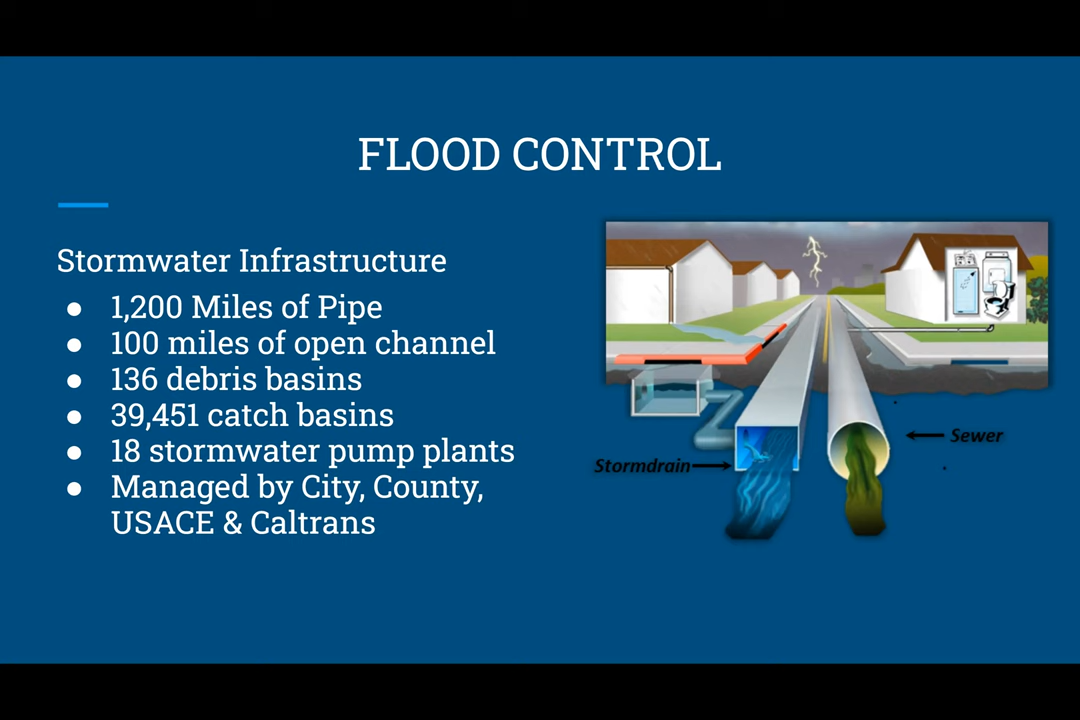 FLOOD CONTROL
Stormwater Infrastructure
● 1,200 Miles of Pipe
● 100 miles of open channel
● 136 debris basins
● 39,451 catch basins
● 18 stormwater pump plants
● Managed by City, County,
USACE & Caltrans
Sewer
Stormdrain